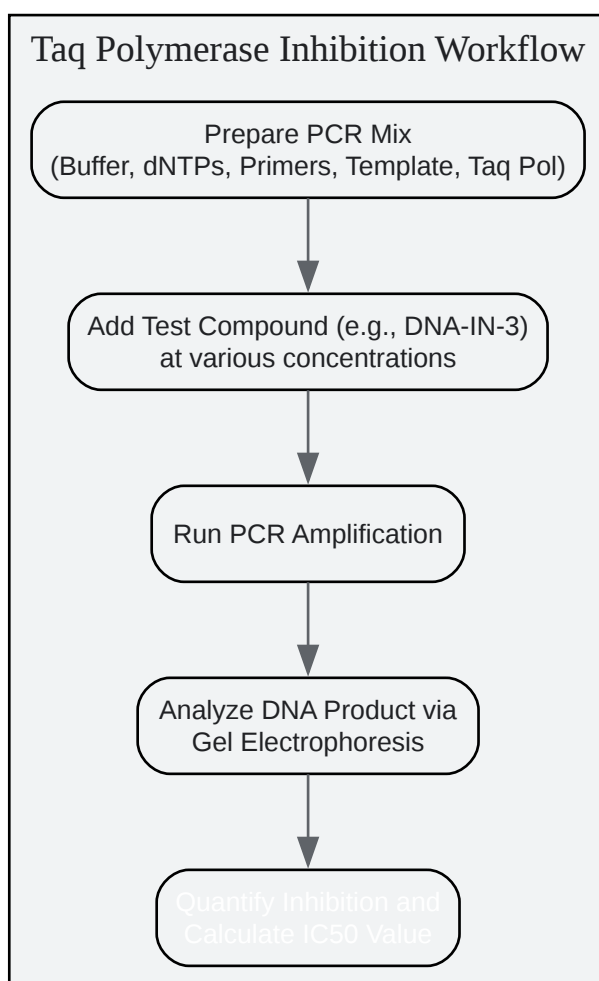 Taq Polymerase Inhibition Workflow
Prepare PCR Mix
(Buffer, dNTPs, Primers, Template, Taq Pol)
Add Test Compound (e.g., DNA-IN-3)
at various concentrations
Run PCR Amplification
Analyze DNA Product via
Gel Electrophoresis
Quantify Inhibition and
Calculate IC50 Value